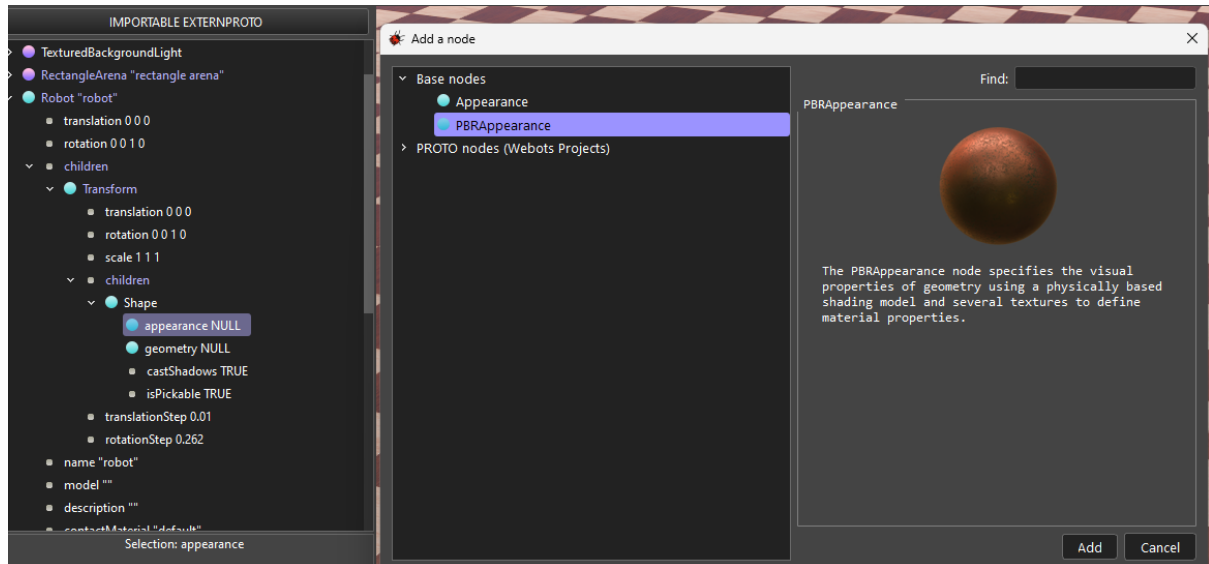 IMPORTABLE EXTERNPROTO
TexturedBackgroundLight
RectangleArena "rectangle arena"
Robot "robot"
translation 0 0 0
rotation 0 0 1 0
children
Transform
translation 0 0 0
rotation 0 0 1 0
scale 1 1 1
children
Shape
appearance NULL
geometry NULL
castShadows TRUE
isPickable TRUE
translationStep 0.01
rotationStep 0.262
name "robot"
model ""
description ""
contactMaterial "default"
Selection: appearance
Add a node
Base nodes
Appearance
PBRAppearance
PROTO nodes (Webots Projects)
Find:
PBRAppearance
The PBRAppearance node specifies the visual
properties of geometry using a physically based
shading model and several textures to define
material properties.
Add
Cancel